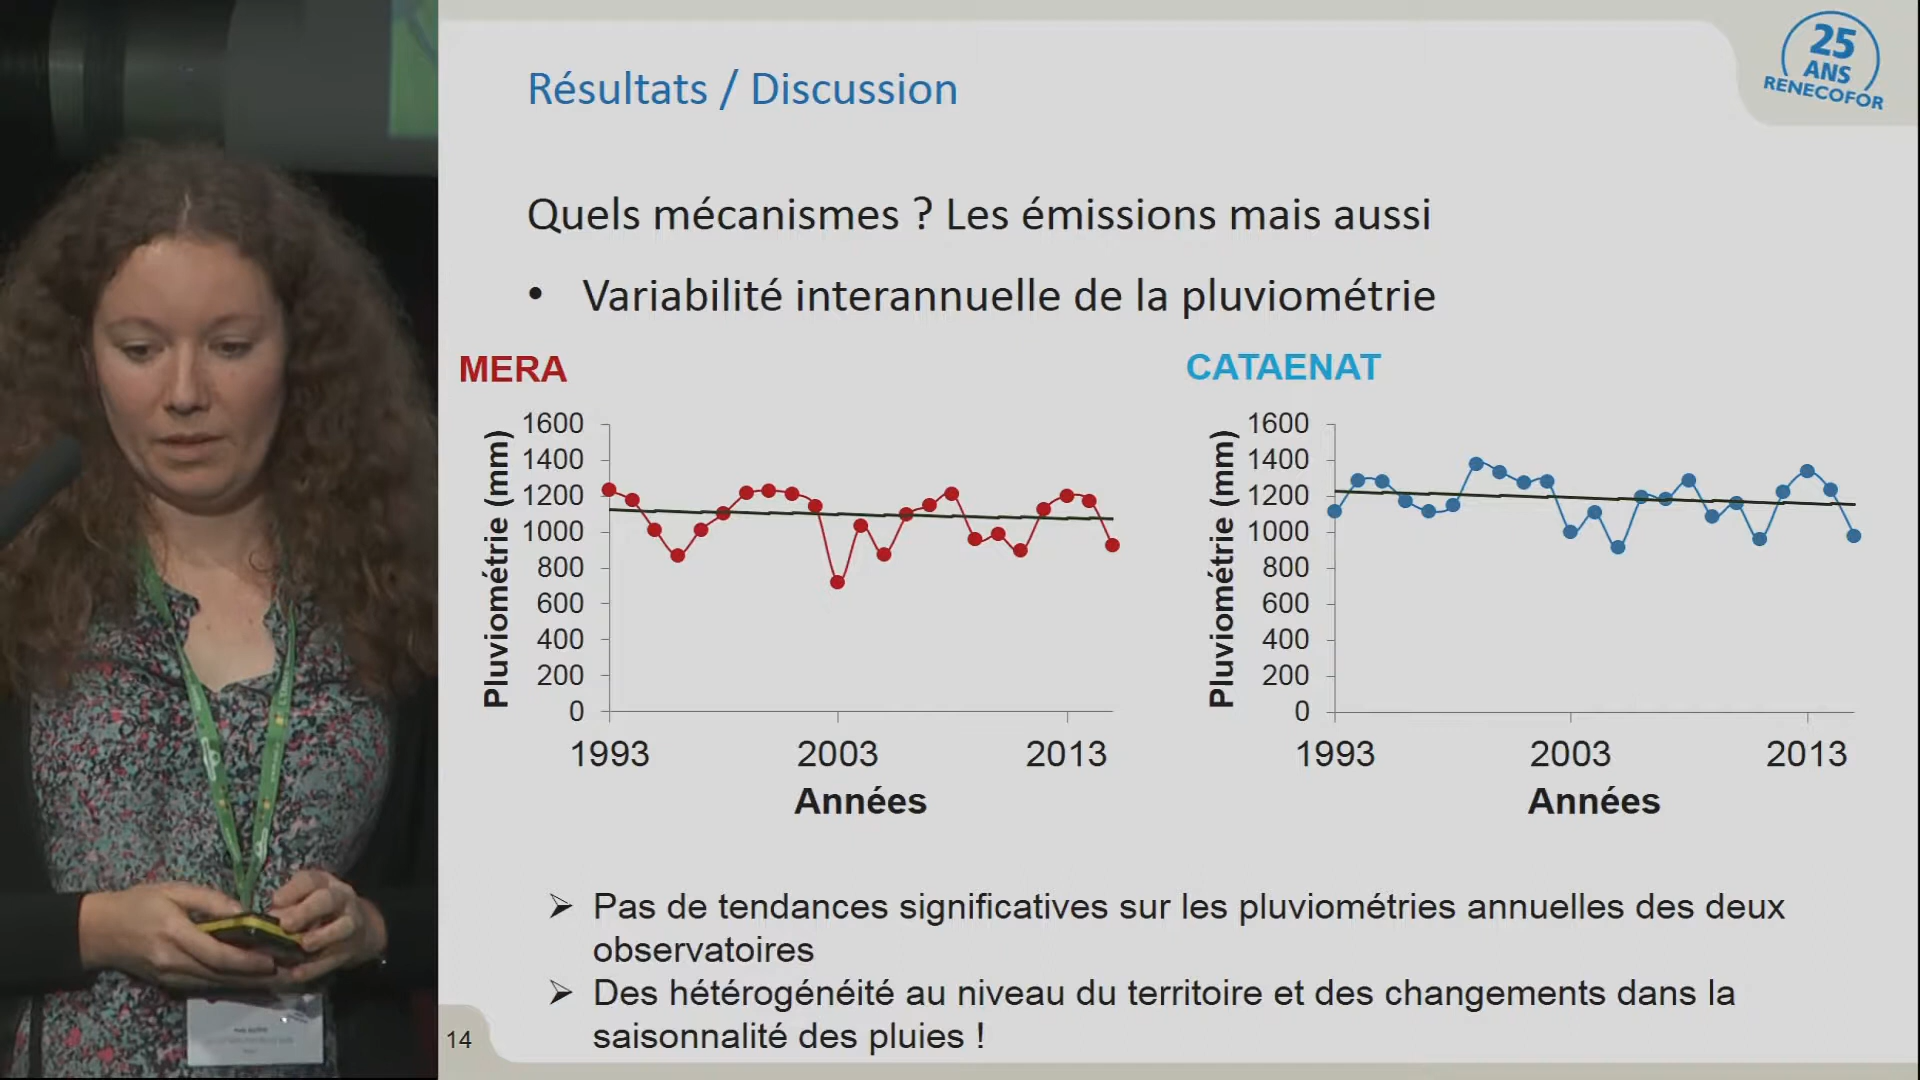 25
ANS
RENECOFOR
Résultats / Discussion
Quels mécanismes ? Les émissions mais aussi
• Variabilité interannuelle de la pluviométrie
MERA
Pluviométrie (mm)
1600
1400
1200
1000
800
600
400
200
0
1993 2003 2013
Années
CATAENAT
Pluviométrie (mm)
1600
1400
1200
1000
800
600
400
200
0
1993 2003 2013
Années
➢ Pas de tendances significatives sur les pluviométries annuelles des deux
observatoires
➢ Des hétérogénéité au niveau du territoire et des changements dans la
saisonnalité des pluies !
14